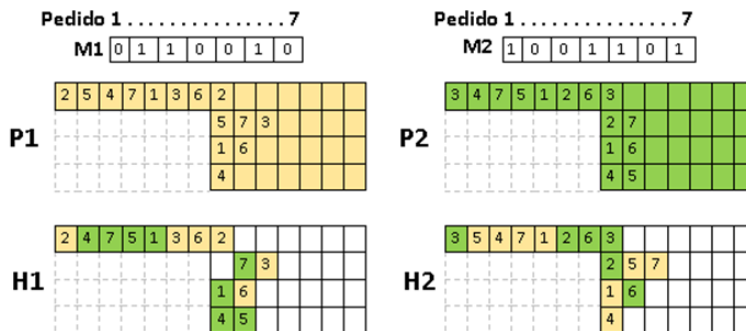 Pedido 1 . . . . . . . . . . . . . . . 7
M1 0 1 1 0 0 1 0
P1
2 5 4 7 1 3 6 2
5 7 3
1 6
4
H1
2 4 7 5 1 3 6 2
7 3
1 6
4 5
Pedido 1 . . . . . . . . . . . . . . . 7
M2 1 0 0 1 1 0 1
P2
3 4 7 5 1 2 6 3
2 7
1 6
4 5
H2
3 5 4 7 1 2 6 3
2 5 7
1 6
4